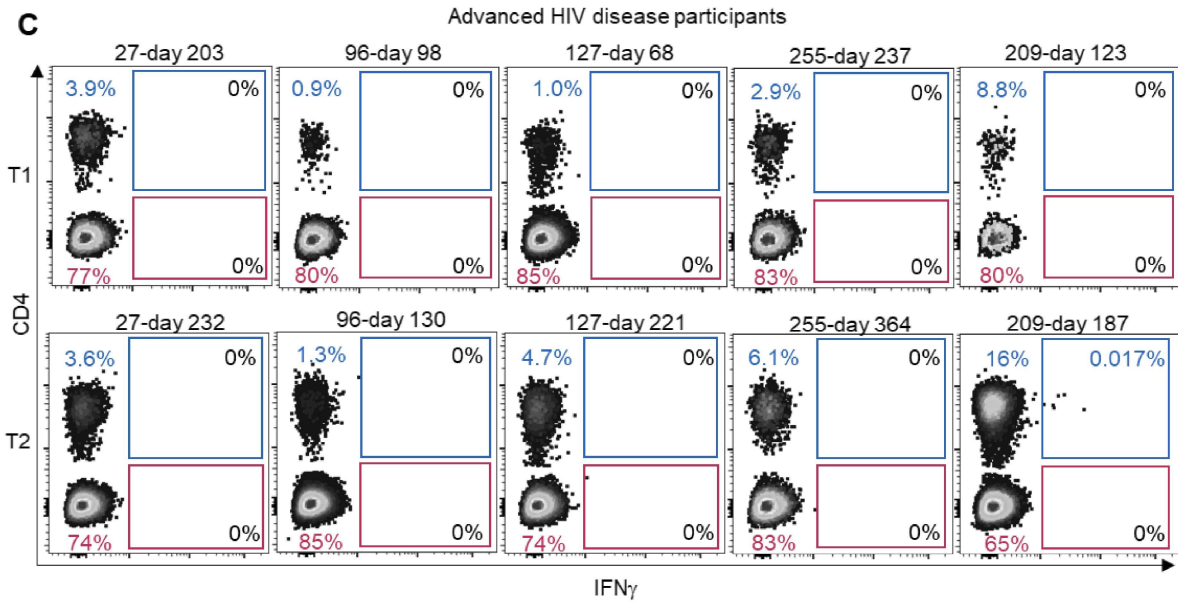 C
Advanced HIV disease participants
27-day 203 96-day 98 127-day 68 255-day 237 209-day 123
3.9% 0% 0.9% 0% 1.0% 0% 2.9% 0% 8.8% 0%
T1
77% 0% 80% 0% 85% 0% 83% 0% 80% 0%
CD4
27-day 232 96-day 130 127-day 221 255-day 364 209-day 187
3.6% 0% 1.3% 0% 4.7% 0% 6.1% 0% 16% 0.017%
T2
74% 0% 85% 0% 74% 0% 83% 0% 65% 0%
IFNγ